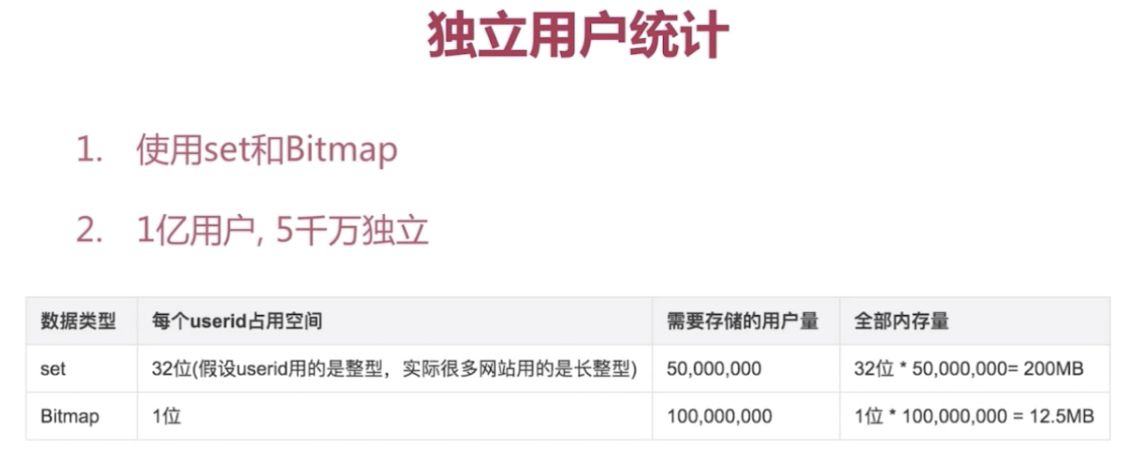 独立用户统计
1. 使用set和Bitmap
2. 1亿用户, 5千万独立
数据类型 每个userid占用空间 需要存储的用户量 全部内存量
set 32位(假设userid用的是整型，实际很多网站用的是长整型) 50,000,000 32位 * 50,000,000= 200MB
Bitmap 1位 100,000,000 1位 * 100,000,000 = 12.5MB